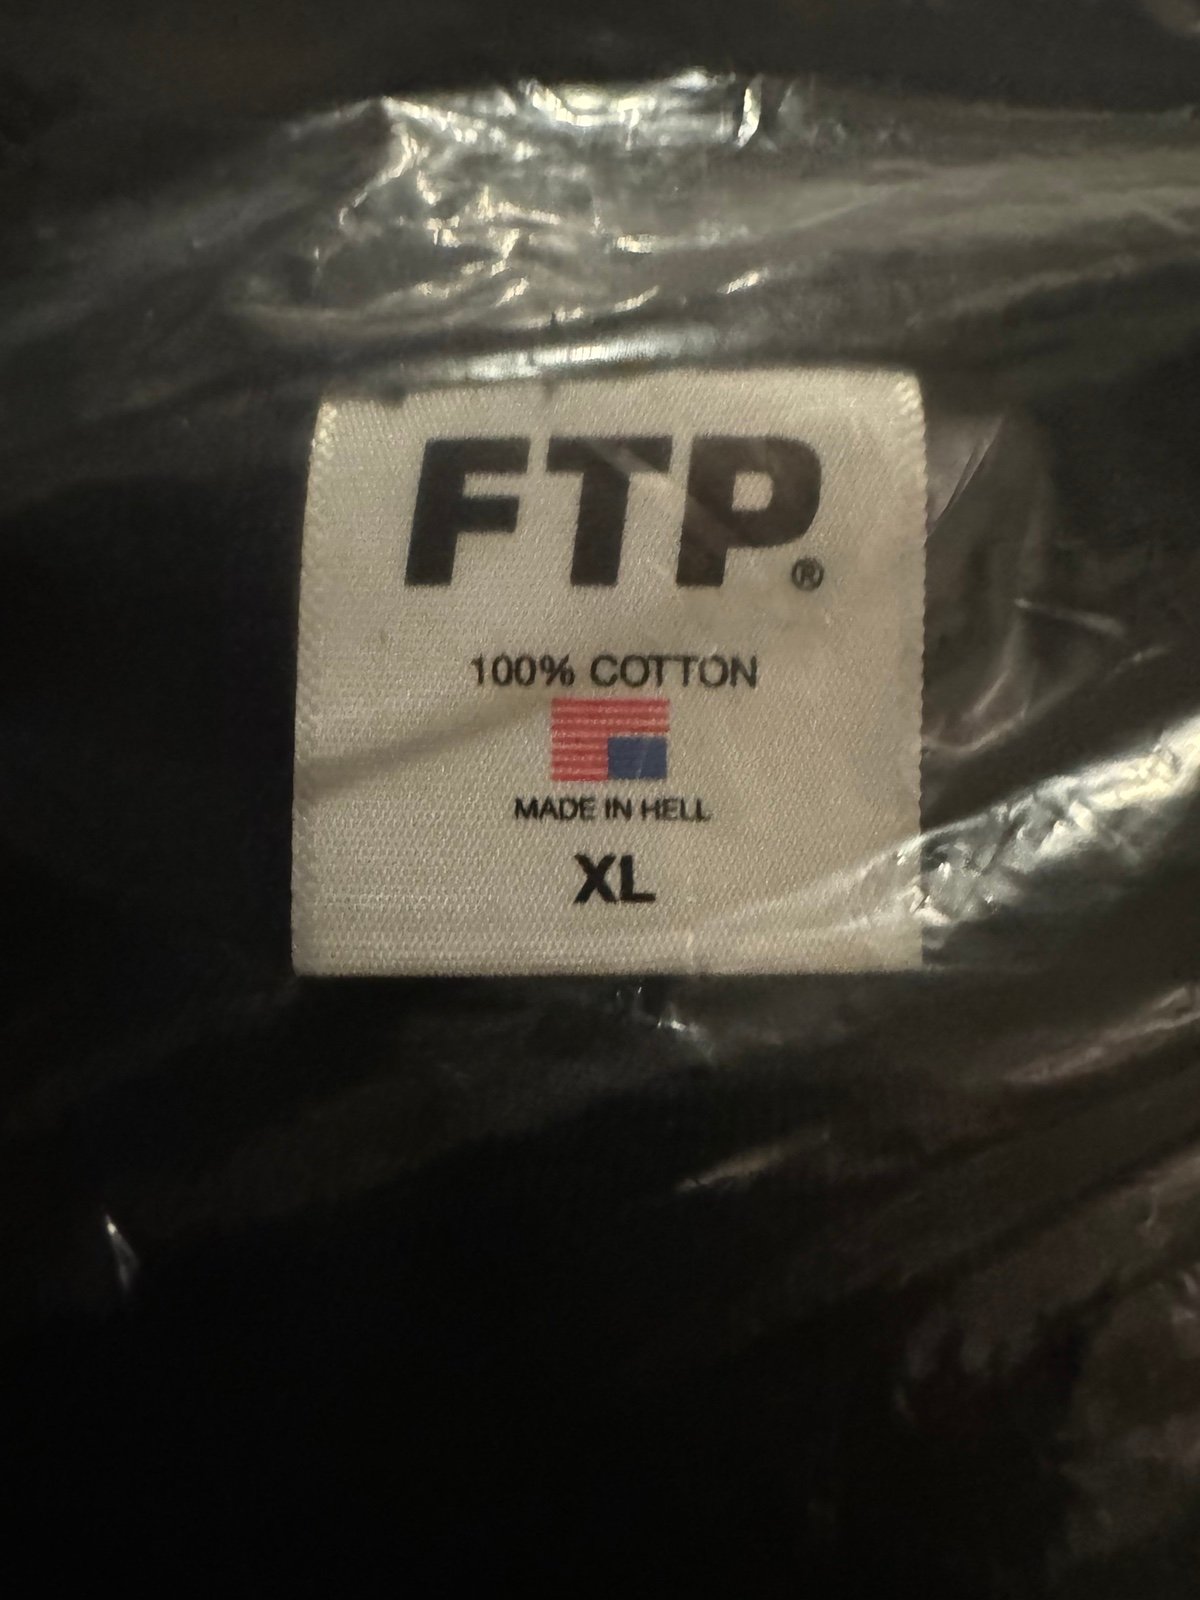 FTP®
100% COTTON
MADE IN HELL
XL